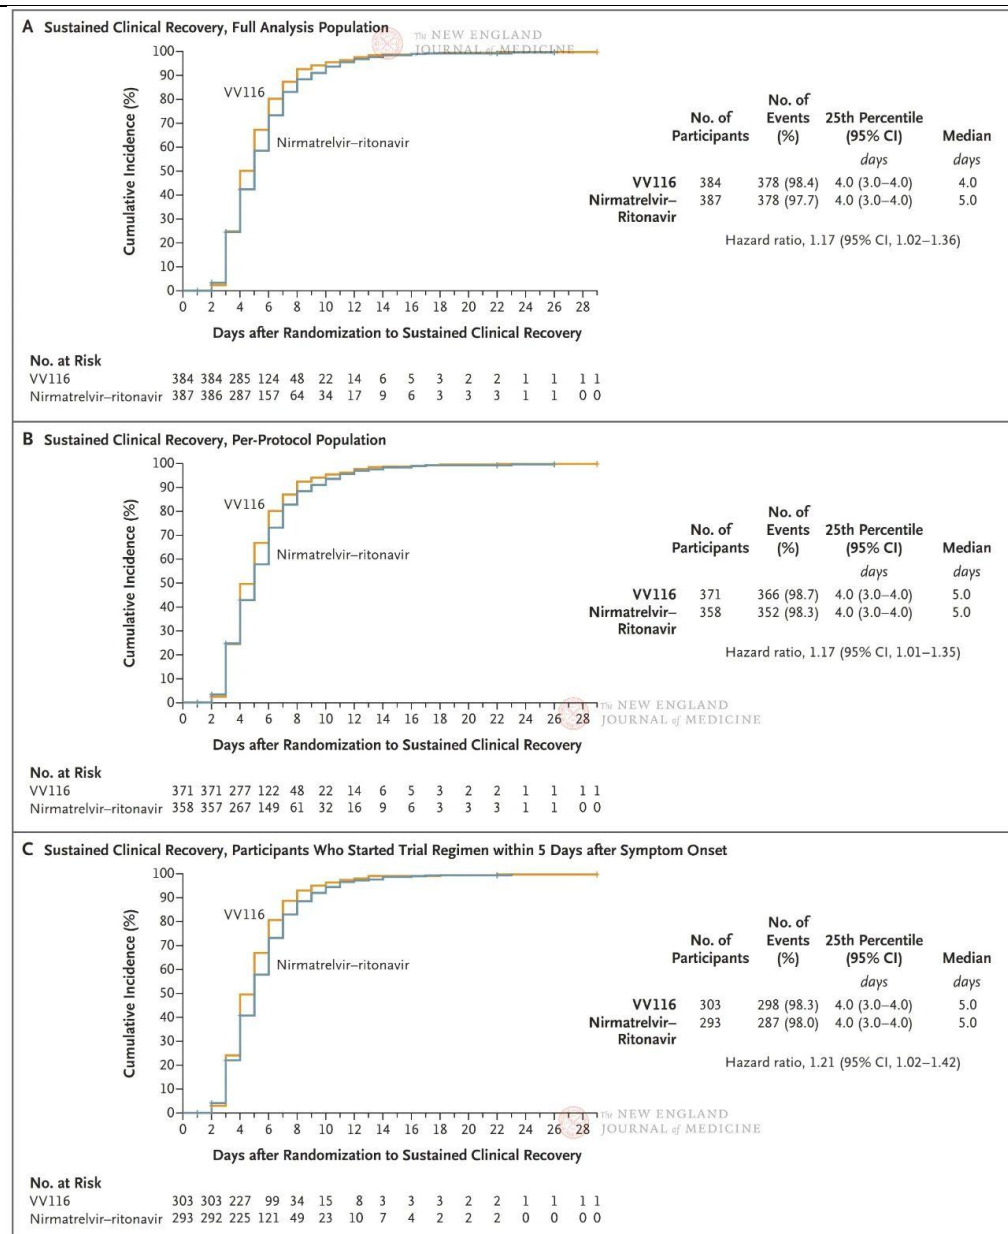 A Sustained Clinical Recovery, Full Analysis Population
The NEW ENGLAND
JOURNAL of MEDICINE
Cumulative Incidence (%)
100
90
80
70
60
50
40
30
20
10
0
VV116
Nirmatrelvir–ritonavir
0 2 4 6 8 10 12 14 16 18 20 22 24 26 28
Days after Randomization to Sustained Clinical Recovery
No. of Participants No. of Events (%) 25th Percentile (95% CI) Median
days days
VV116 384 378 (98.4) 4.0 (3.0–4.0) 4.0
Nirmatrelvir–Ritonavir 387 378 (97.7) 4.0 (3.0–4.0) 5.0
Hazard ratio, 1.17 (95% CI, 1.02–1.36)
No. at Risk
VV116 384 384 285 124 48 22 14 6 5 3 2 2 1 1 1 1
Nirmatrelvir–ritonavir 387 386 287 157 64 34 17 9 6 3 3 3 1 1 0 0
B Sustained Clinical Recovery, Per-Protocol Population
Cumulative Incidence (%)
100
90
80
70
60
50
40
30
20
10
0
VV116
Nirmatrelvir–ritonavir
0 2 4 6 8 10 12 14 16 18 20 22 24 26 28
Days after Randomization to Sustained Clinical Recovery
No. of Participants No. of Events (%) 25th Percentile (95% CI) Median
days days
VV116 371 366 (98.7) 4.0 (3.0–4.0) 5.0
Nirmatrelvir–Ritonavir 358 352 (98.3) 4.0 (3.0–4.0) 5.0
Hazard ratio, 1.17 (95% CI, 1.01–1.35)
The NEW ENGLAND
JOURNAL of MEDICINE
No. at Risk
VV116 371 371 277 122 48 22 14 6 5 3 2 2 1 1 1 1
Nirmatrelvir–ritonavir 358 357 267 149 61 32 16 9 6 3 3 3 1 1 0 0
C Sustained Clinical Recovery, Participants Who Started Trial Regimen within 5 Days after Symptom Onset
Cumulative Incidence (%)
100
90
80
70
60
50
40
30
20
10
0
VV116
Nirmatrelvir–ritonavir
0 2 4 6 8 10 12 14 16 18 20 22 24 26 28
Days after Randomization to Sustained Clinical Recovery
No. of Participants No. of Events (%) 25th Percentile (95% CI) Median
days days
VV116 303 298 (98.3) 4.0 (3.0–4.0) 5.0
Nirmatrelvir–Ritonavir 293 287 (98.0) 4.0 (3.0–4.0) 5.0
Hazard ratio, 1.21 (95% CI, 1.02–1.42)
The NEW ENGLAND
JOURNAL of MEDICINE
No. at Risk
VV116 303 303 227 99 34 15 8 3 3 3 2 2 1 1 1 1
Nirmatrelvir–ritonavir 293 292 225 121 49 23 10 7 4 2 2 2 0 0 0 0